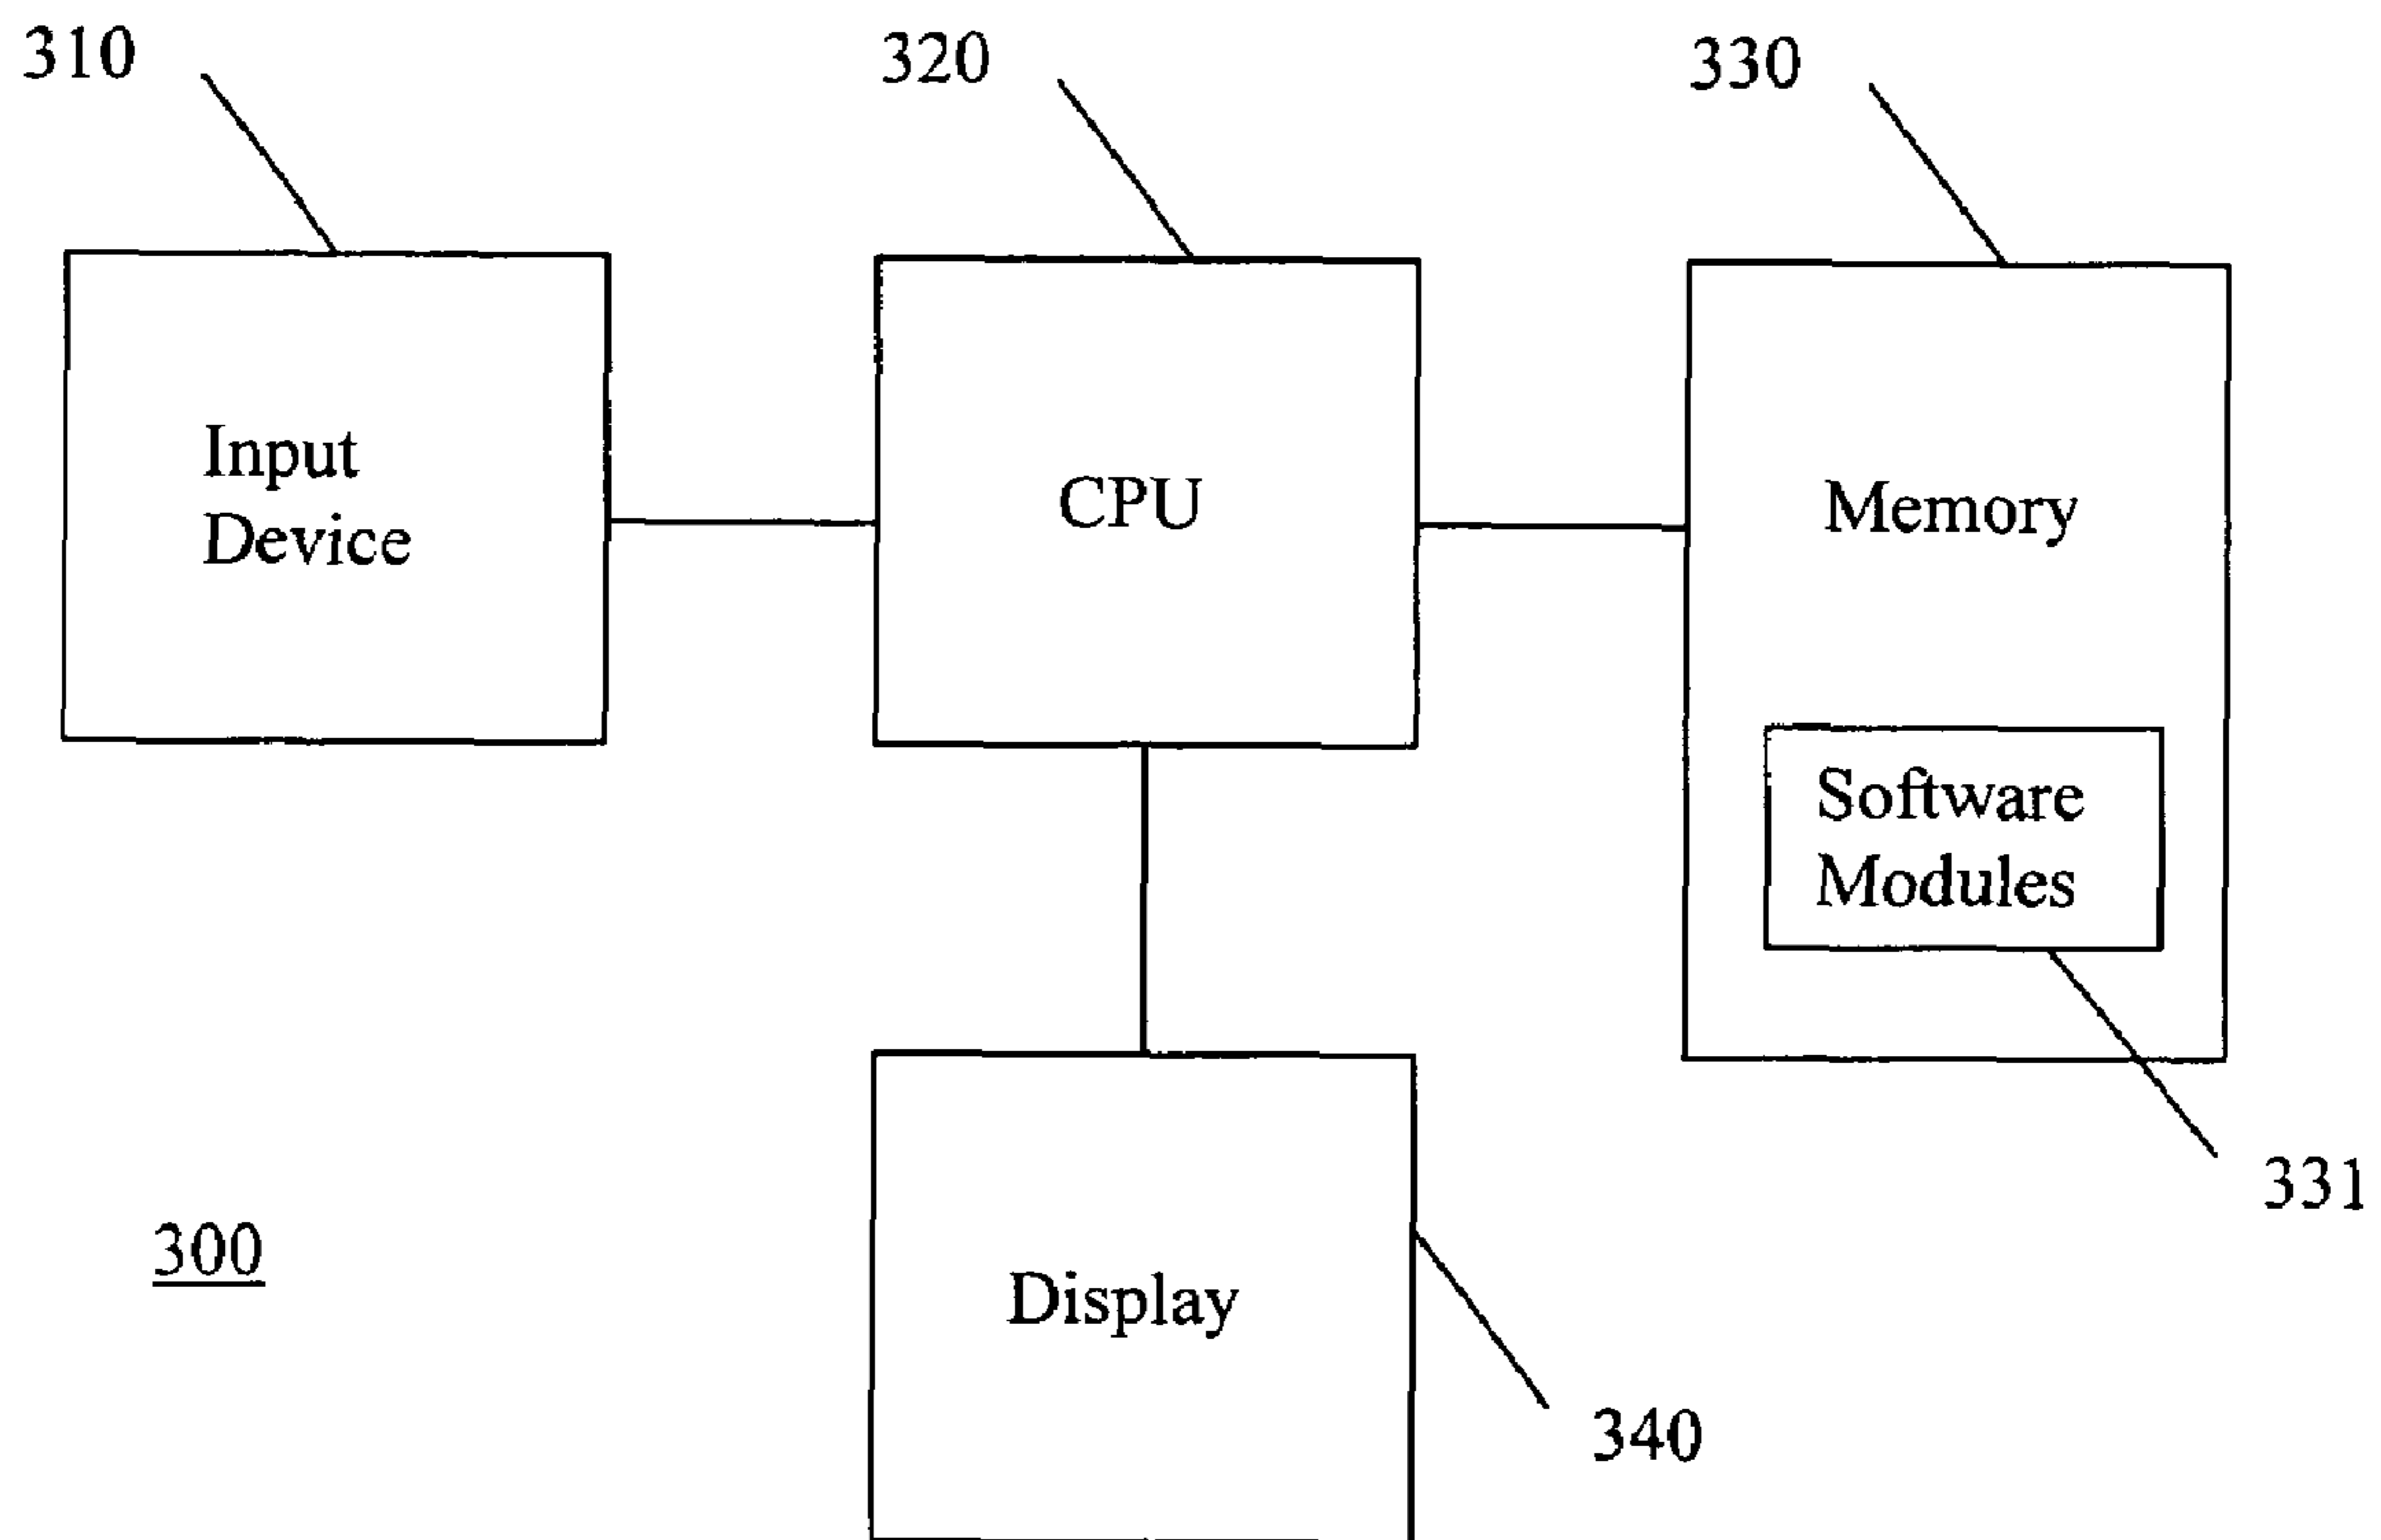 310
320
330
Input
Device
CPU
Memory
Software
Modules
331
300
Display
340